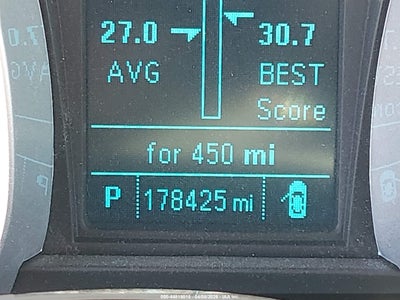 27.0 30.7
AVG BEST
Score
for 450 mi
P 178425 mi